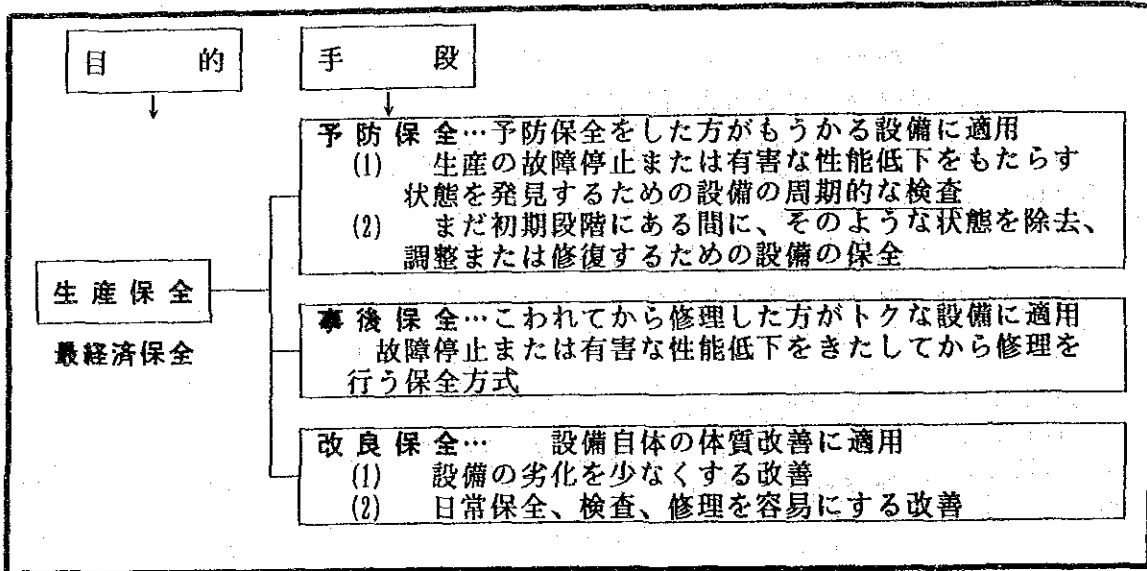 目　的
手　段
予防保全…予防保全をした方がもうかる設備に適用
(1)　生産の故障停止または有害な性能低下をもたらす
状態を発見するための設備の周期的な検査
(2)　まだ初期段階にある間に、そのような状態を除去、
調整または修復するための設備の保全
生産保全
最経済保全
事後保全…こわれてから修理した方がトクな設備に適用
故障停止または有害な性能低下をきたしてから修理を
行う保全方式
改良保全…　設備自体の体質改善に適用
(1)　設備の劣化を少なくする改善
(2)　日常保全、検査、修理を容易にする改善